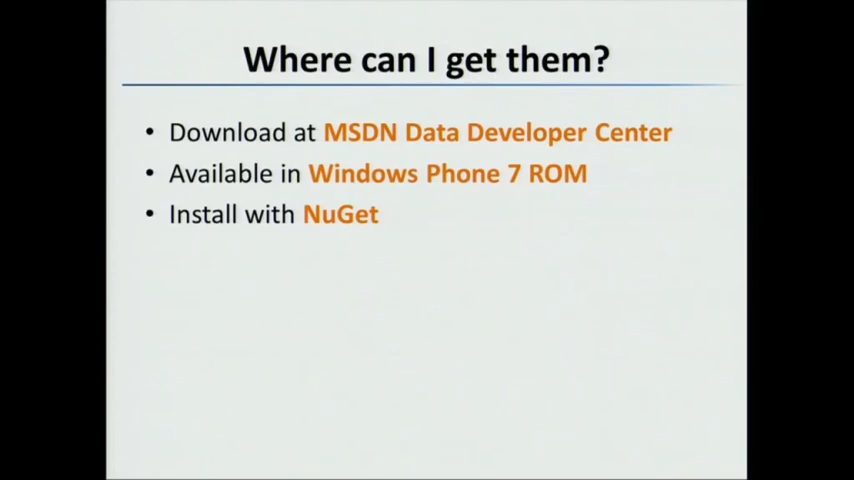 Where can I get them?
• Download at MSDN Data Developer Center
• Available in Windows Phone 7 ROM
• Install with NuGet